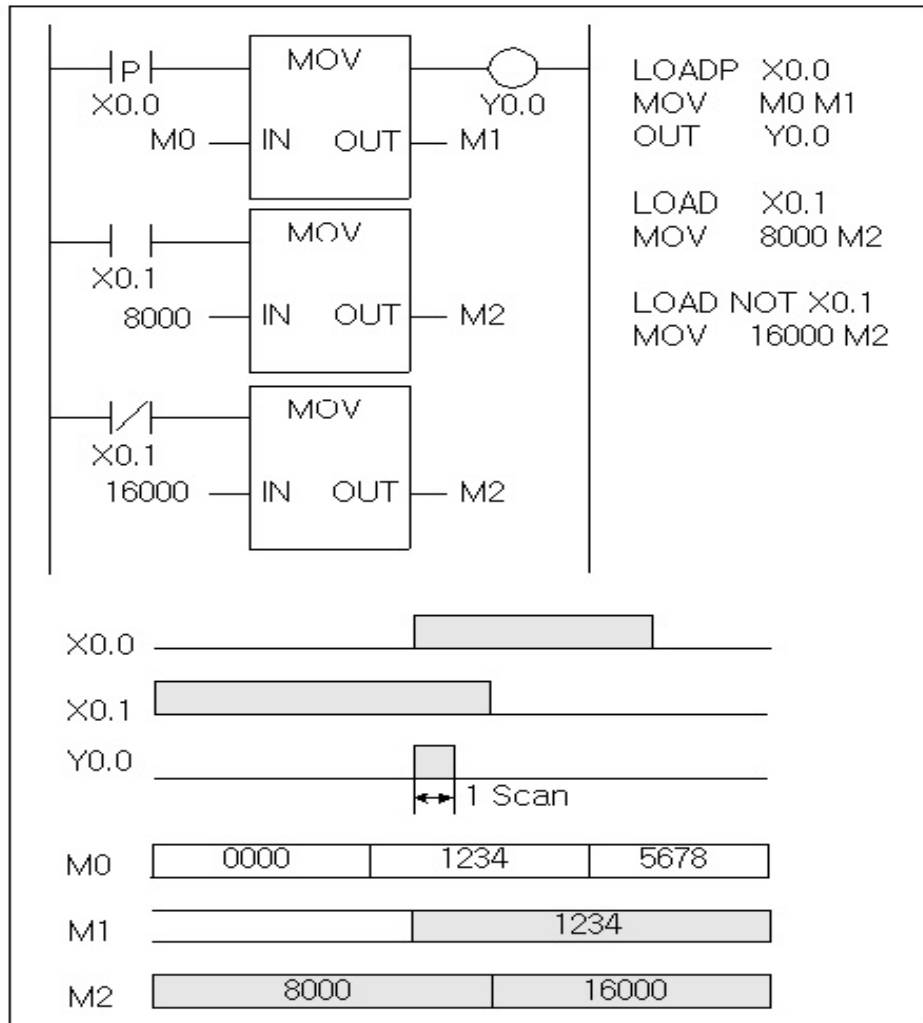 P
MOV
X0.0
Y0.0
M0
IN
OUT
M1
LOADP X0.0
MOV M0 M1
OUT Y0.0
MOV
X0.1
8000
IN
OUT
M2
LOAD X0.1
MOV 8000 M2
MOV
X0.1
16000
IN
OUT
M2
LOAD NOT X0.1
MOV 16000 M2
X0.0
X0.1
Y0.0
1 Scan
M0 0000 1234 5678
M1 1234
M2 8000 16000